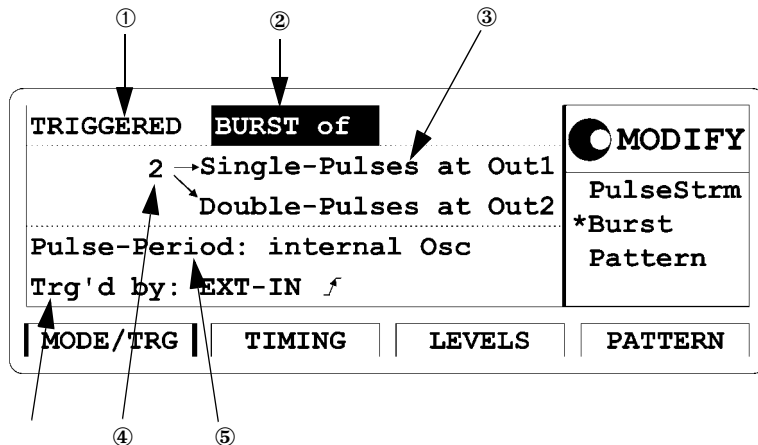 ① ② ③
TRIGGERED BURST of
MODIFY
2 Single-Pulses at Out1
Double-Pulses at Out2
PulseStrm
*Burst
Pattern
Pulse-Period: internal Osc
Trg'd by: EXT-IN
MODE/TRG TIMING LEVELS PATTERN
④ ⑤